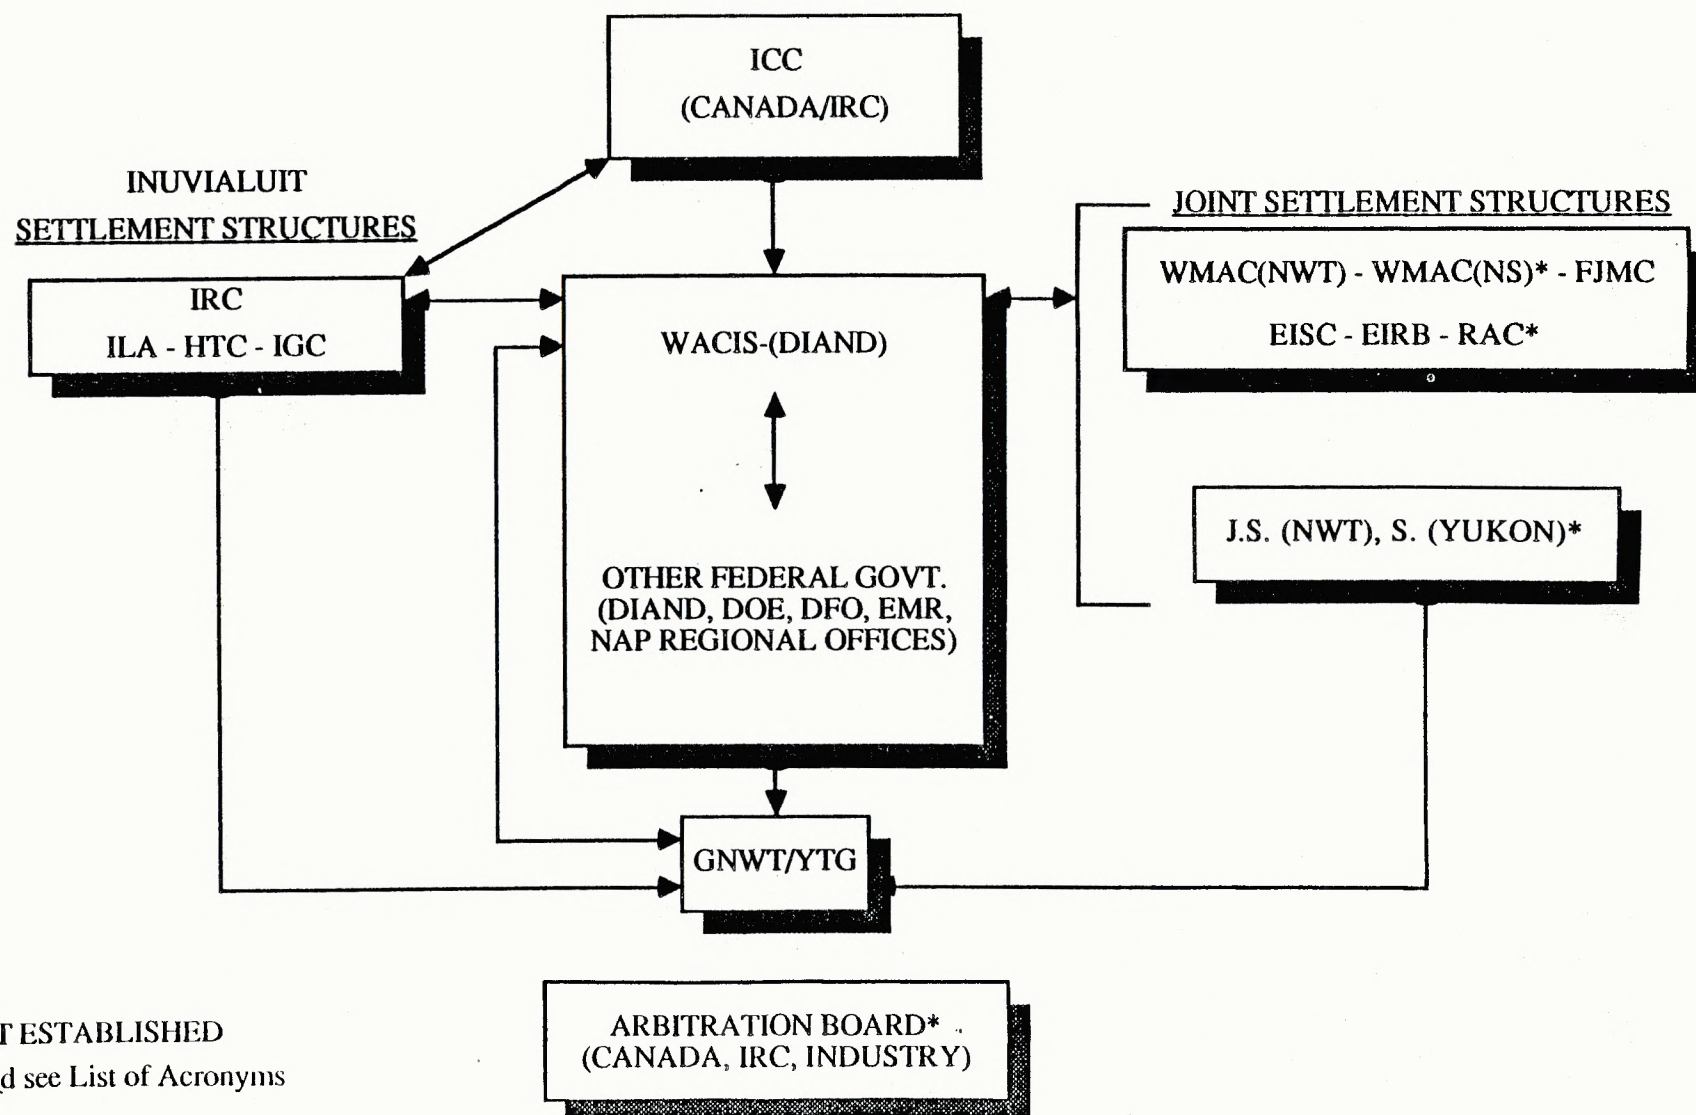 ICC
(CANADA/IRC)
INUVIALUIT
SETTLEMENT STRUCTURES
IRC
ILA - HTC - IGC
WACIS-(DIAND)
OTHER FEDERAL GOVT.
(DIAND, DOE, DFO, EMR,
NAP REGIONAL OFFICES)
JOINT SETTLEMENT STRUCTURES
WMAC(NWT) - WMAC(NS)* - FJMC
EISC - EIRB - RAC*
J.S. (NWT), S. (YUKON)*
GNWT/YTG
ARBITRATION BOARD*
(CANADA, IRC, INDUSTRY)
ESTABLISHED
see List of Acronyms